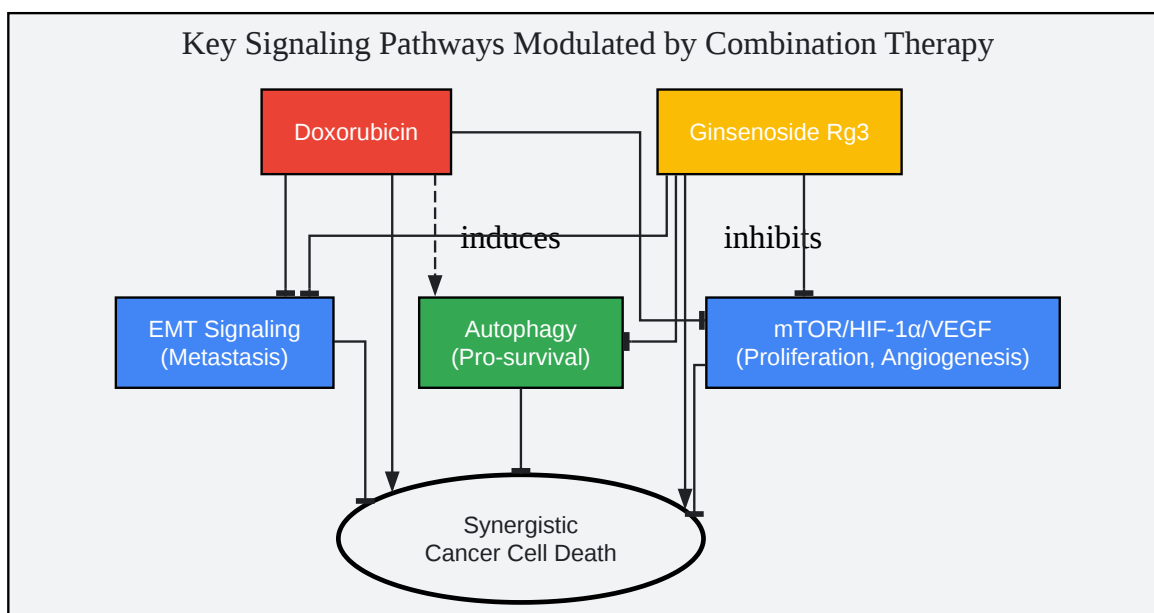 Key Signaling Pathways Modulated by Combination Therapy
Doxorubicin
Ginsenoside Rg3
induces
inhibits
EMT Signaling
(Metastasis)
Autophagy
(Pro-survival)
mTOR/HIF-1α/VEGF
(Proliferation, Angiogenesis)
Synergistic
Cancer Cell Death